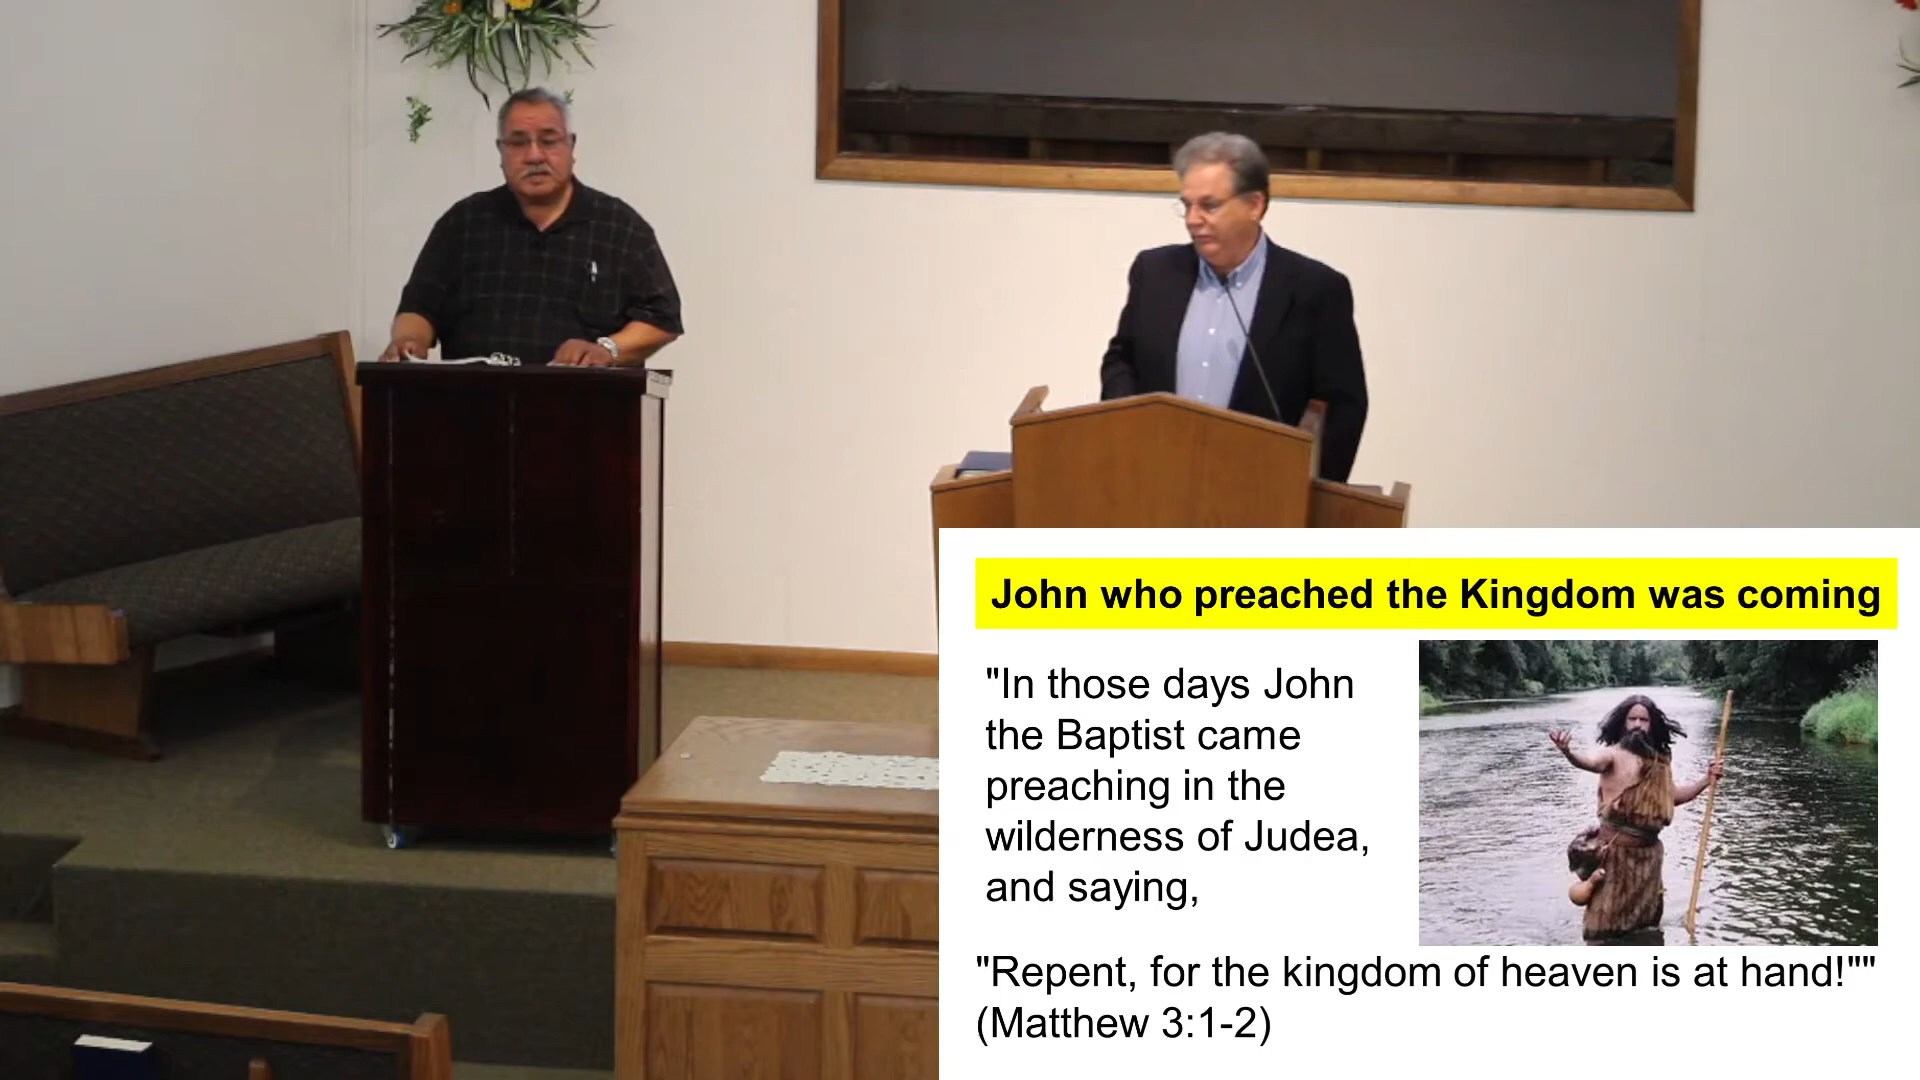 John who preached the Kingdom was coming
"In those days John
the Baptist came
preaching in the
wilderness of Judea,
and saying,
"Repent, for the kingdom of heaven is at hand!""
(Matthew 3:1-2)